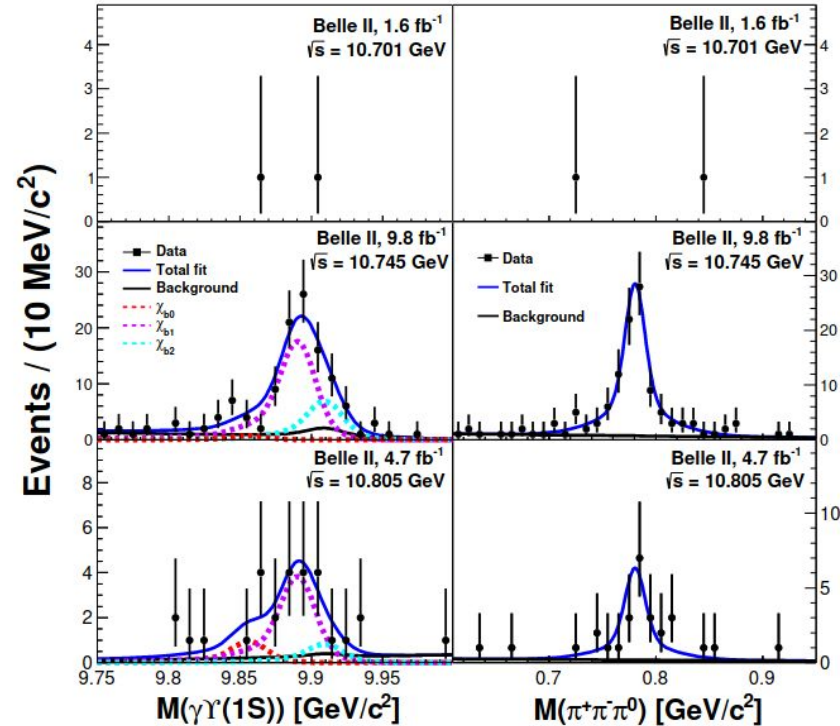 Events / (10 MeV/c²)
Belle II, 1.6 fb⁻¹
√s = 10.701 GeV
4
3
2
1
0
Belle II, 1.6 fb⁻¹
√s = 10.701 GeV
4
3
2
1
0
Belle II, 9.8 fb⁻¹
√s = 10.745 GeV
Data
Total fit
Background
χb0
χb1
χb2
30
20
10
0
Belle II, 9.8 fb⁻¹
√s = 10.745 GeV
Data
Total fit
Background
30
20
10
0
Belle II, 4.7 fb⁻¹
√s = 10.805 GeV
8
6
4
2
0
Belle II, 4.7 fb⁻¹
√s = 10.805 GeV
10
5
0
9.75 9.8 9.85 9.9 9.95
0.7 0.8 0.9
M(γϒ(1S)) [GeV/c²]
M(π⁺π⁻π⁰) [GeV/c²]